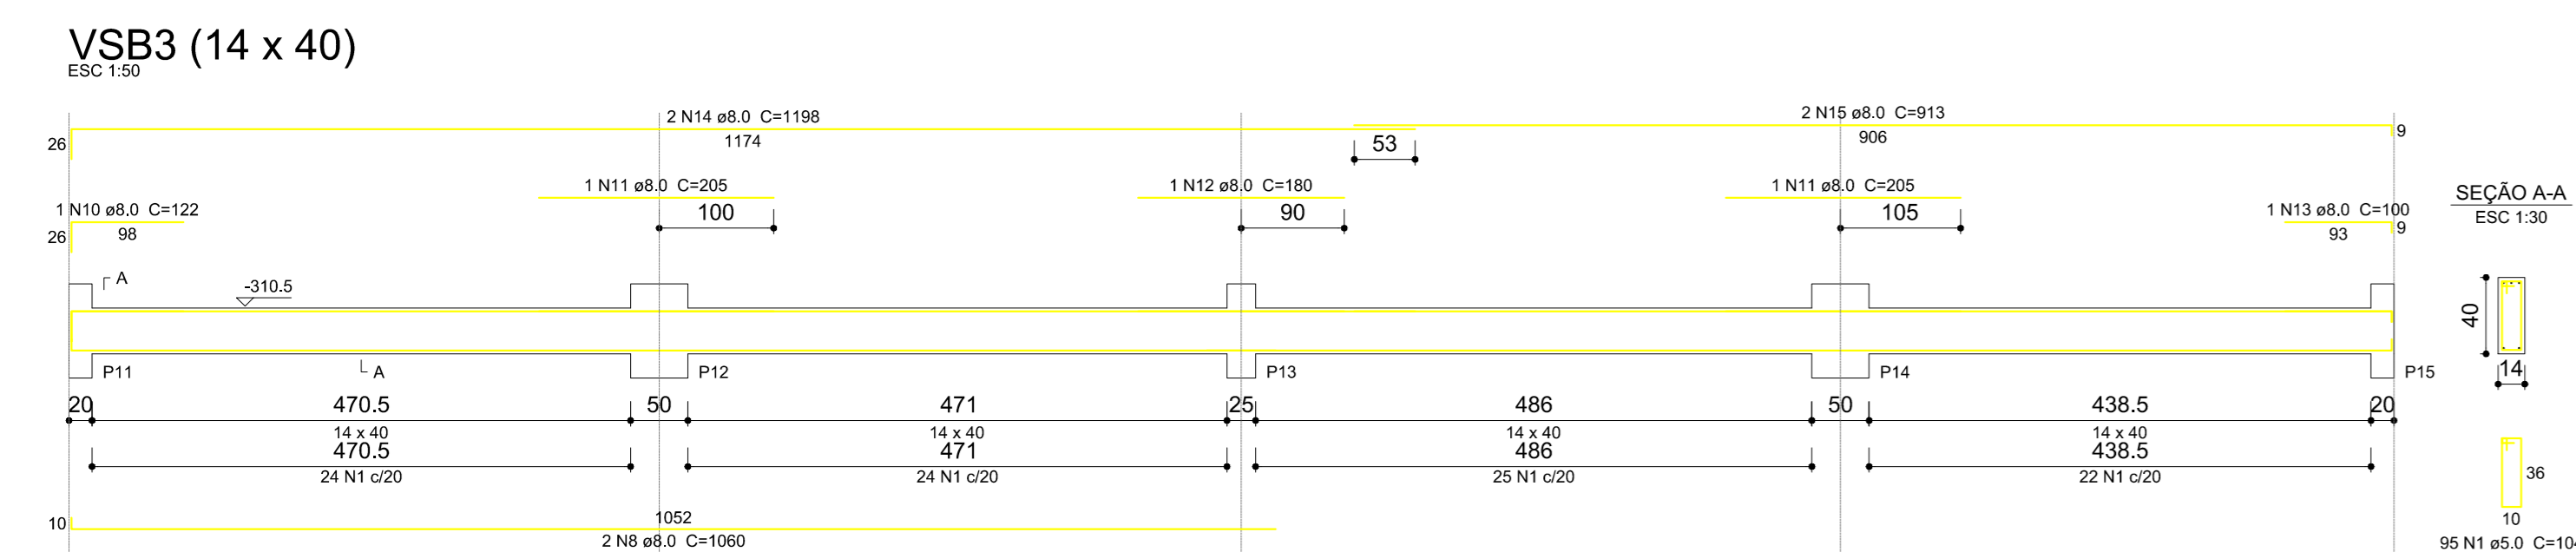 VSB3 (14 x 40)
ESC 1:50
2 N14 ø8.0 C=1198
2 N15 ø8.0 C=913
26
1174
53
906
9
1 N11 ø8.0 C=205
1 N12 ø8.0 C=180
1 N11 ø8.0 C=205
SEÇÃO A-A
ESC 1:30
1 N10 ø8.0 C=122
100
90
105
1 N13 ø8.0 C=100
26
98
93
9
A
-310.5
40
P11
A
P12
P13
P14
P15
14
20
470.5
50
471
25
486
50
438.5
20
14 x 40
14 x 40
14 x 40
14 x 40
470.5
471
486
438.5
24 N1 c/20
24 N1 c/20
25 N1 c/20
22 N1 c/20
36
10
10
1052
2 N8 ø8.0 C=1060
95 N1 ø5.0 C=10